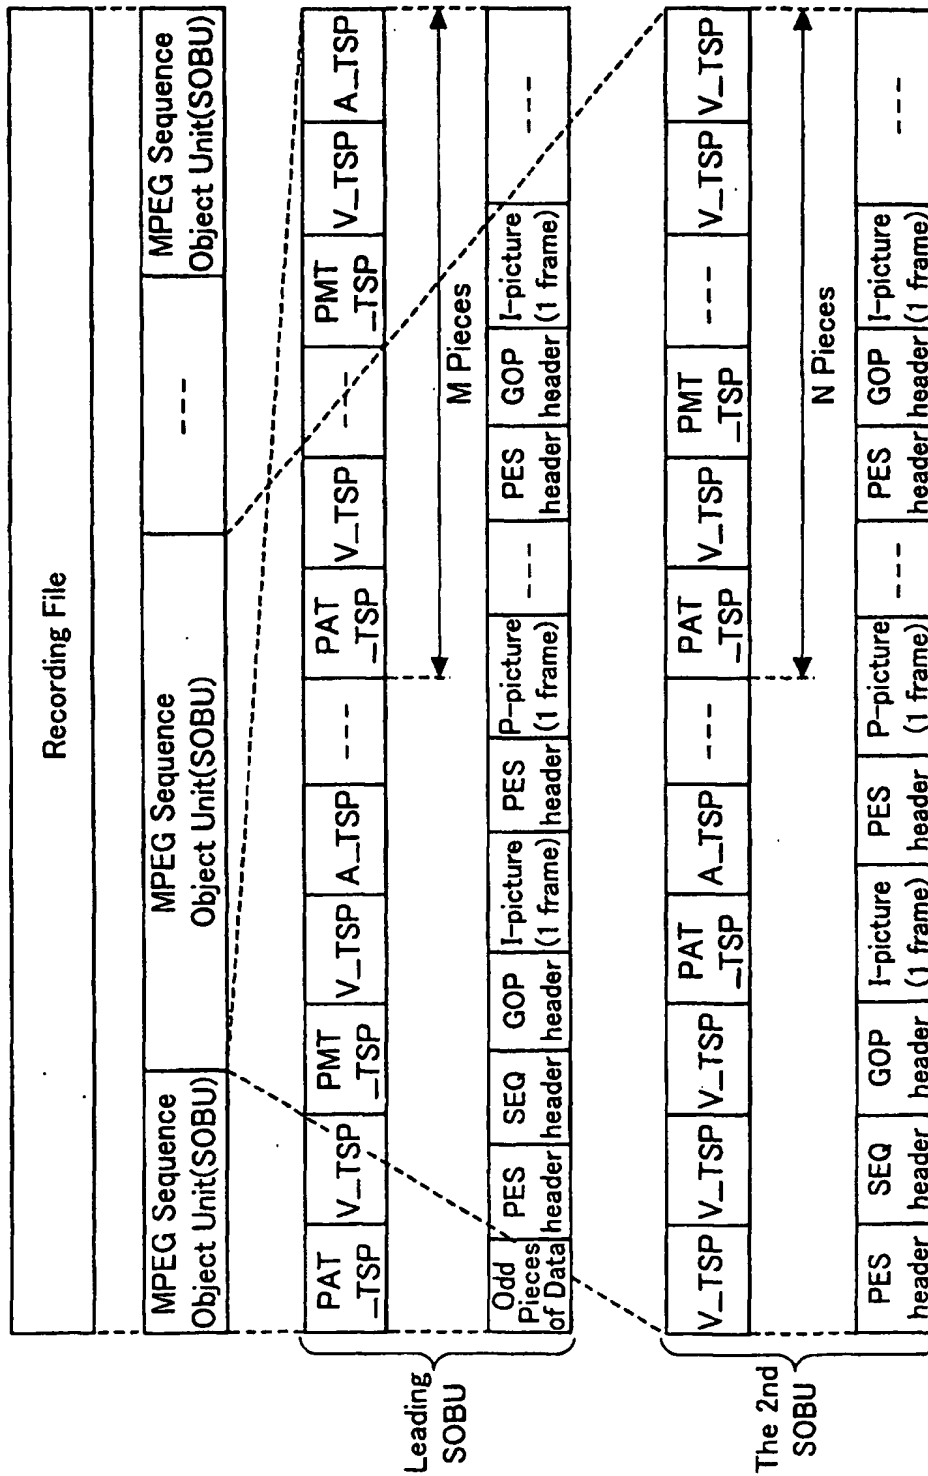 Recording File
MPEG Sequence
Object Unit(SOBU)
MPEG Sequence
Object Unit(SOBU)
---
MPEG Sequence
Object Unit(SOBU)
Leading
SOBU
PAT
_TSP
V_TSP
PMT
_TSP
V_TSP
A_TSP
---
PAT
_TSP
V_TSP
---
PMT
_TSP
V_TSP
A_TSP
M Pieces
Odd
Pieces
of Data
PES
header
SEQ
header
GOP
header
I-picture
(1 frame)
PES
header
P-picture
(1 frame)
---
PES
header
GOP
header
I-picture
(1 frame)
---
The 2nd
SOBU
V_TSP
V_TSP
V_TSP
PAT
_TSP
A_TSP
---
PAT
_TSP
V_TSP
PMT
_TSP
---
V_TSP
V_TSP
N Pieces
PES
header
SEQ
header
GOP
header
I-picture
(1 frame)
PES
header
P-picture
(1 frame)
---
PES
header
GOP
header
I-picture
(1 frame)
---